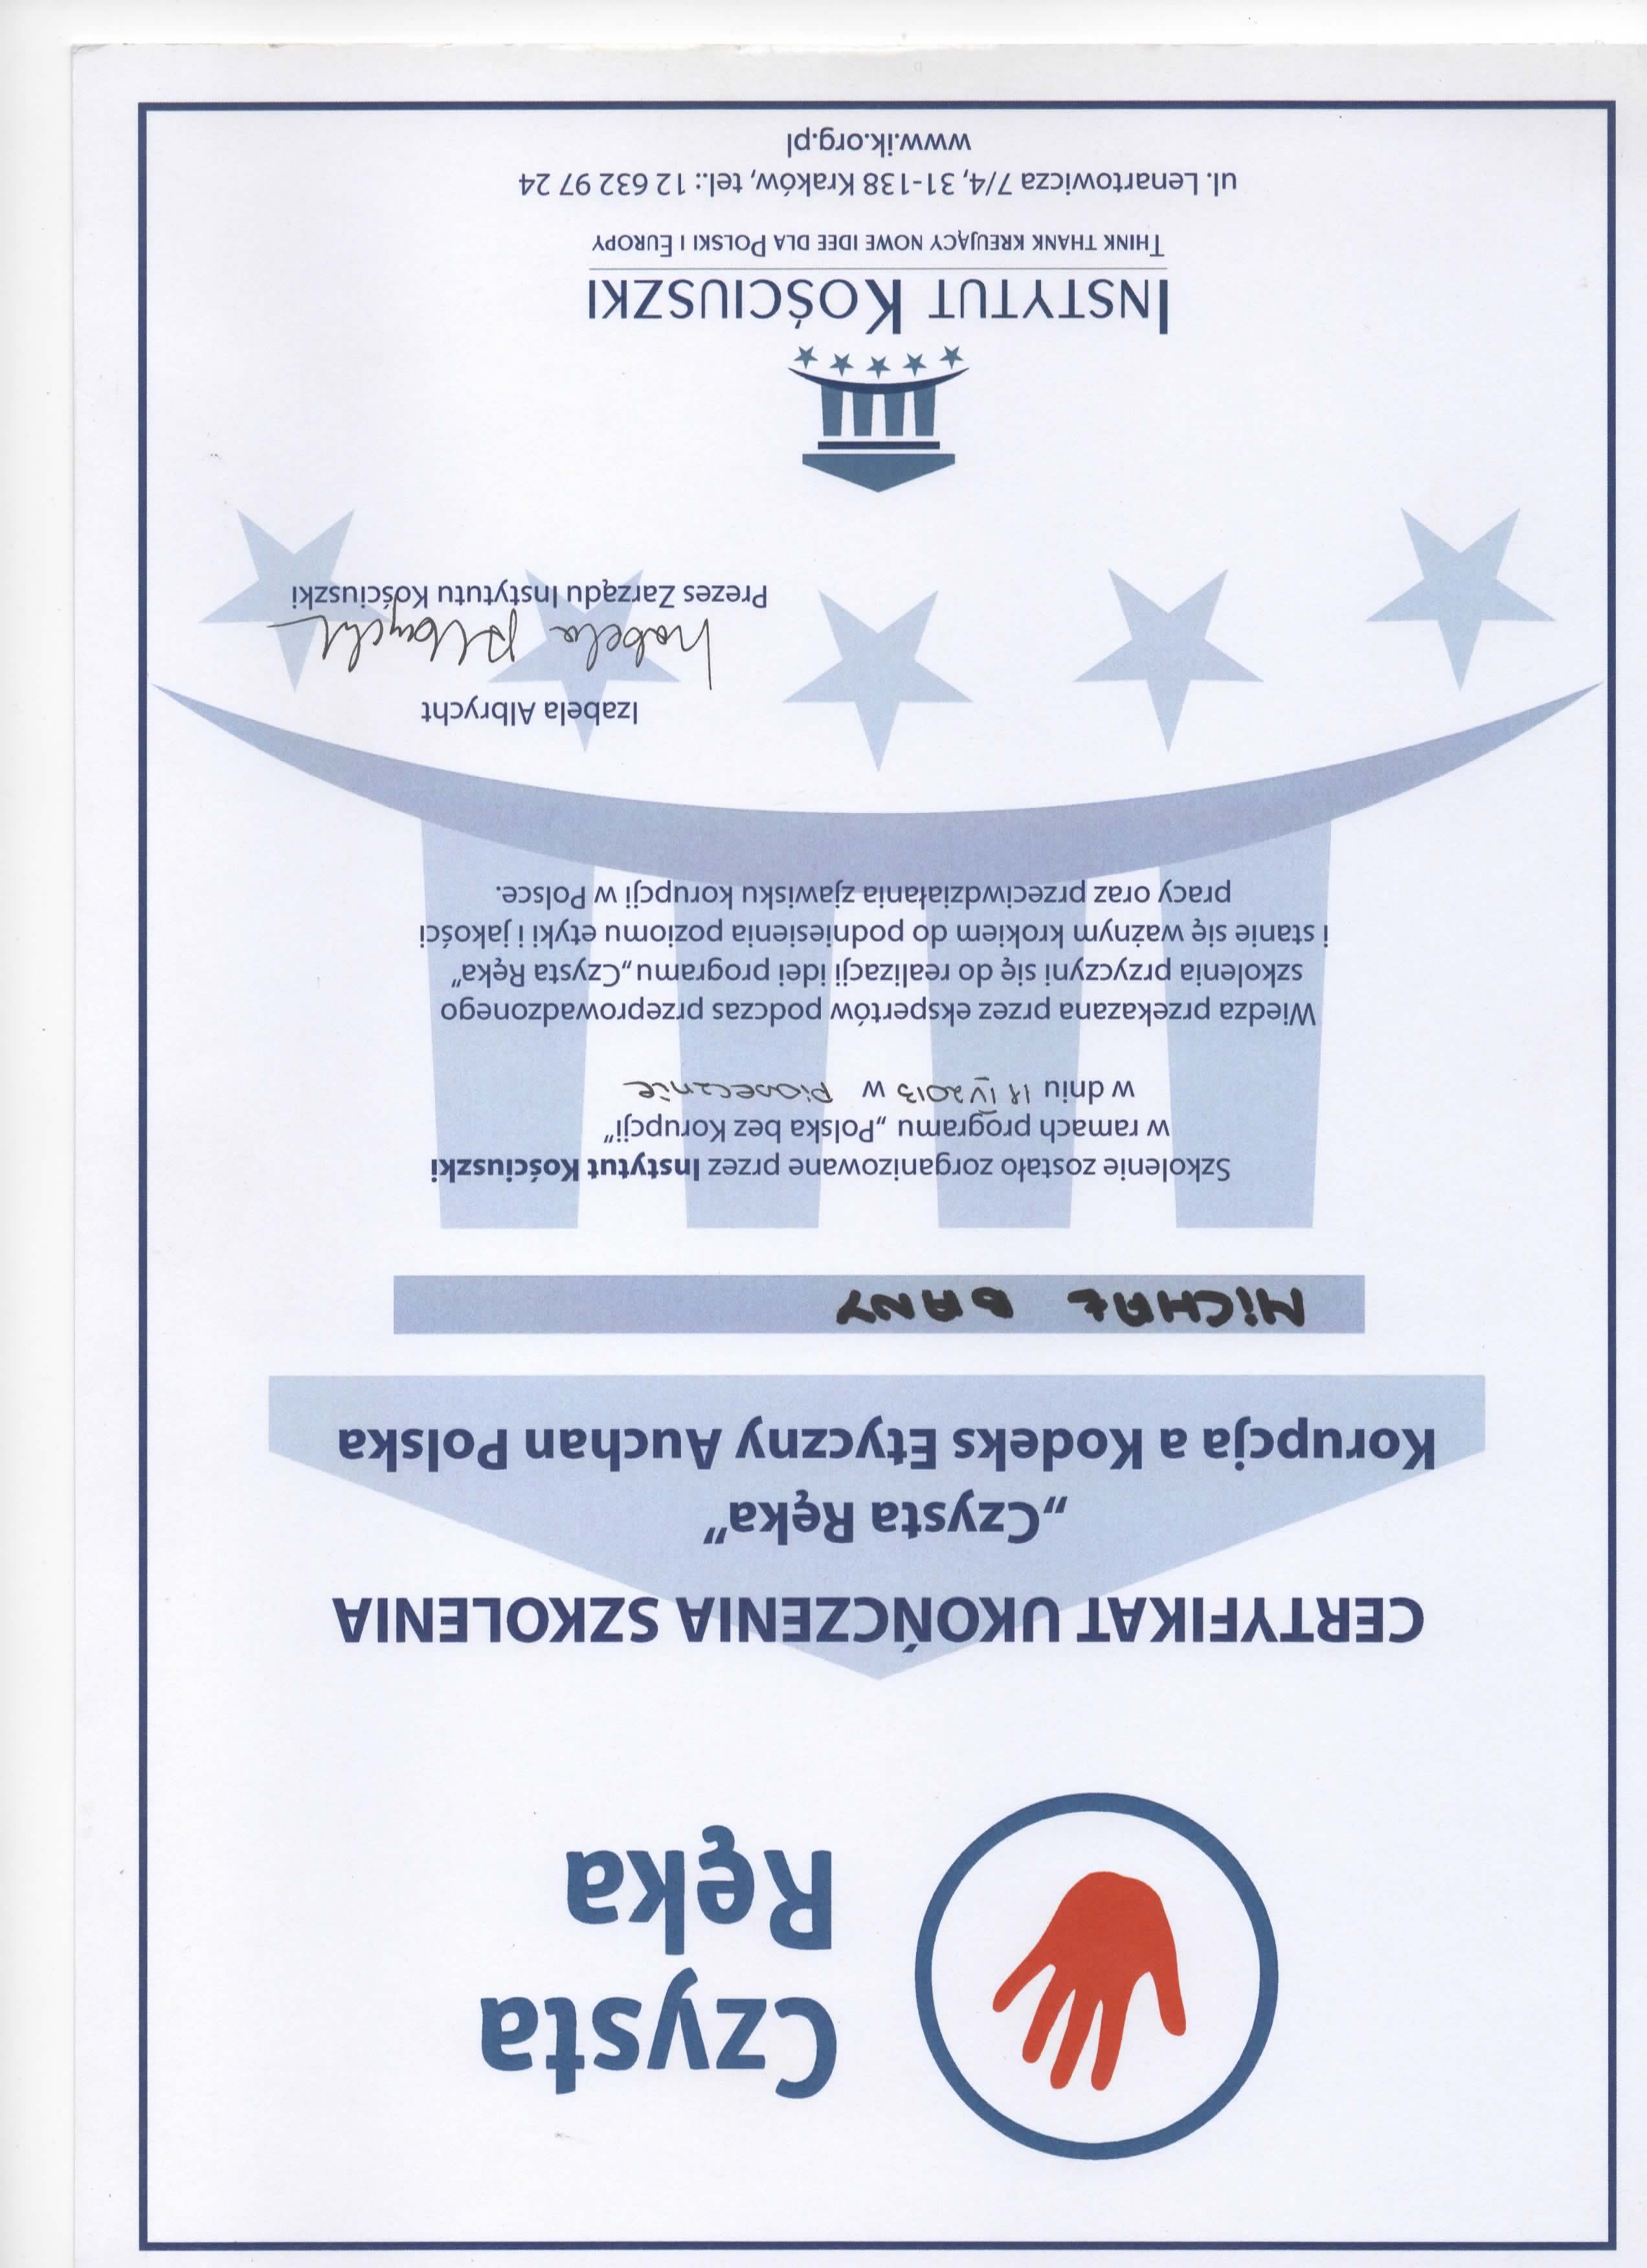 Czysta
Ręka
CERTYFIKAT UKOŃCZENIA SZKOLENIA
„Czysta Ręka”
Korupcja a Kodeks Etyczny Auchan Polska
MiCHAŁ DANY
Szkolenie zostało zorganizowane przez Instytut Kościuszki
w ramach programu „Polska bez Korupcji”
w dniu IV 2013 w Piasecznie
Wiedza przekazana przez ekspertów podczas przeprowadzonego
szkolenia przyczyni się do realizacji idei programu „Czysta Ręka”
i stanie się ważnym krokiem do podniesienia poziomu etyki i jakości
pracy oraz przeciwdziałania zjawisku korupcji w Polsce.
Izabela Albrycht
Izabela Albrycht
Prezes Zarządu Instytutu Kościuszki
INSTYTUT KOŚCIUSZKI
THINK THANK KREUJĄCY NOWE IDEE DLA POLSKI I EUROPY
ul. Lenartowicza 7/4, 31-138 Kraków, tel.: 12 632 97 24
www.ik.org.pl